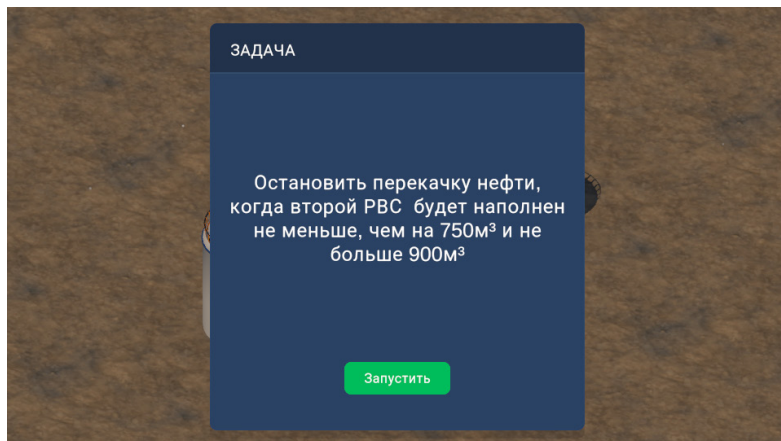 ЗАДАЧА
Остановить перекачку нефти,
когда второй РВС будет наполнен
не меньше, чем на 750м³ и не
больше 900м³
Запустить